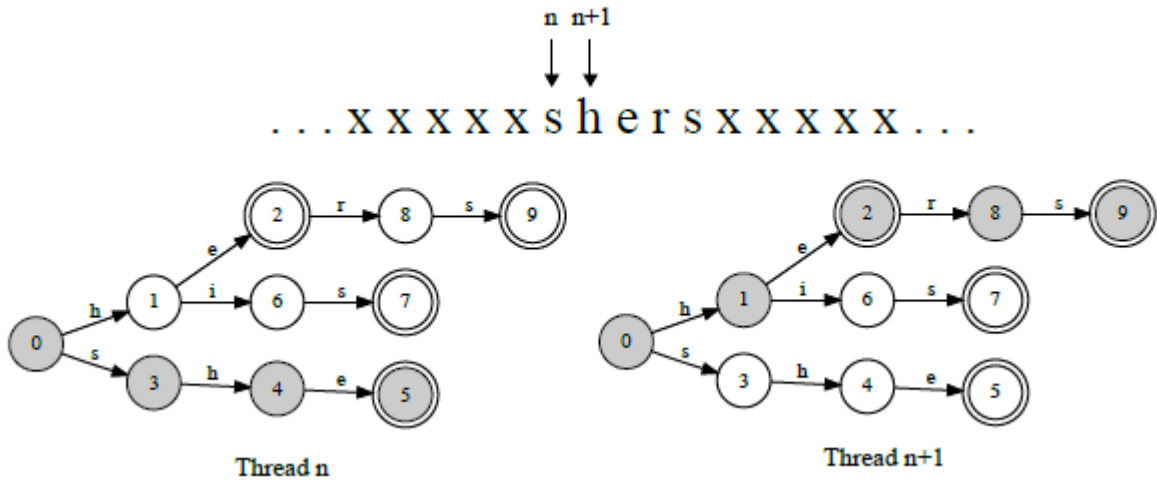 n n+1
. . . x x x x x s h e r s x x x x x . . .
2 r 8 s 9
e
h 1 i 6 s 7
0
s 3 h 4 e 5
Thread n
2 r 8 s 9
e
h 1 i 6 s 7
0
s 3 h 4 e 5
Thread n+1